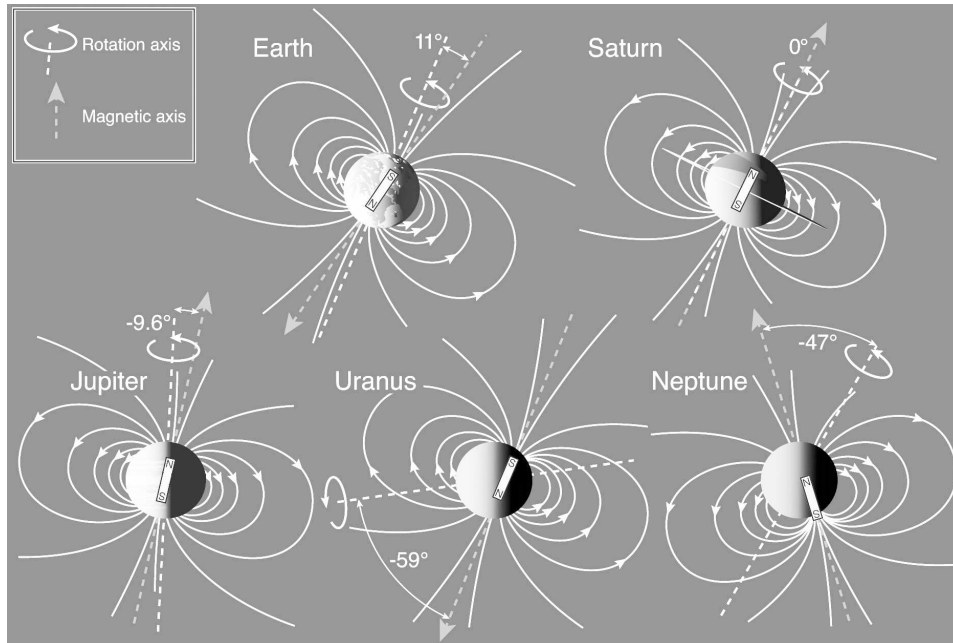 Rotation axis
Magnetic axis
Earth
11°
S
N
Saturn
0°
N
S
Jupiter
-9.6°
N
S
Uranus
-59°
S
N
Neptune
-47°
N
S